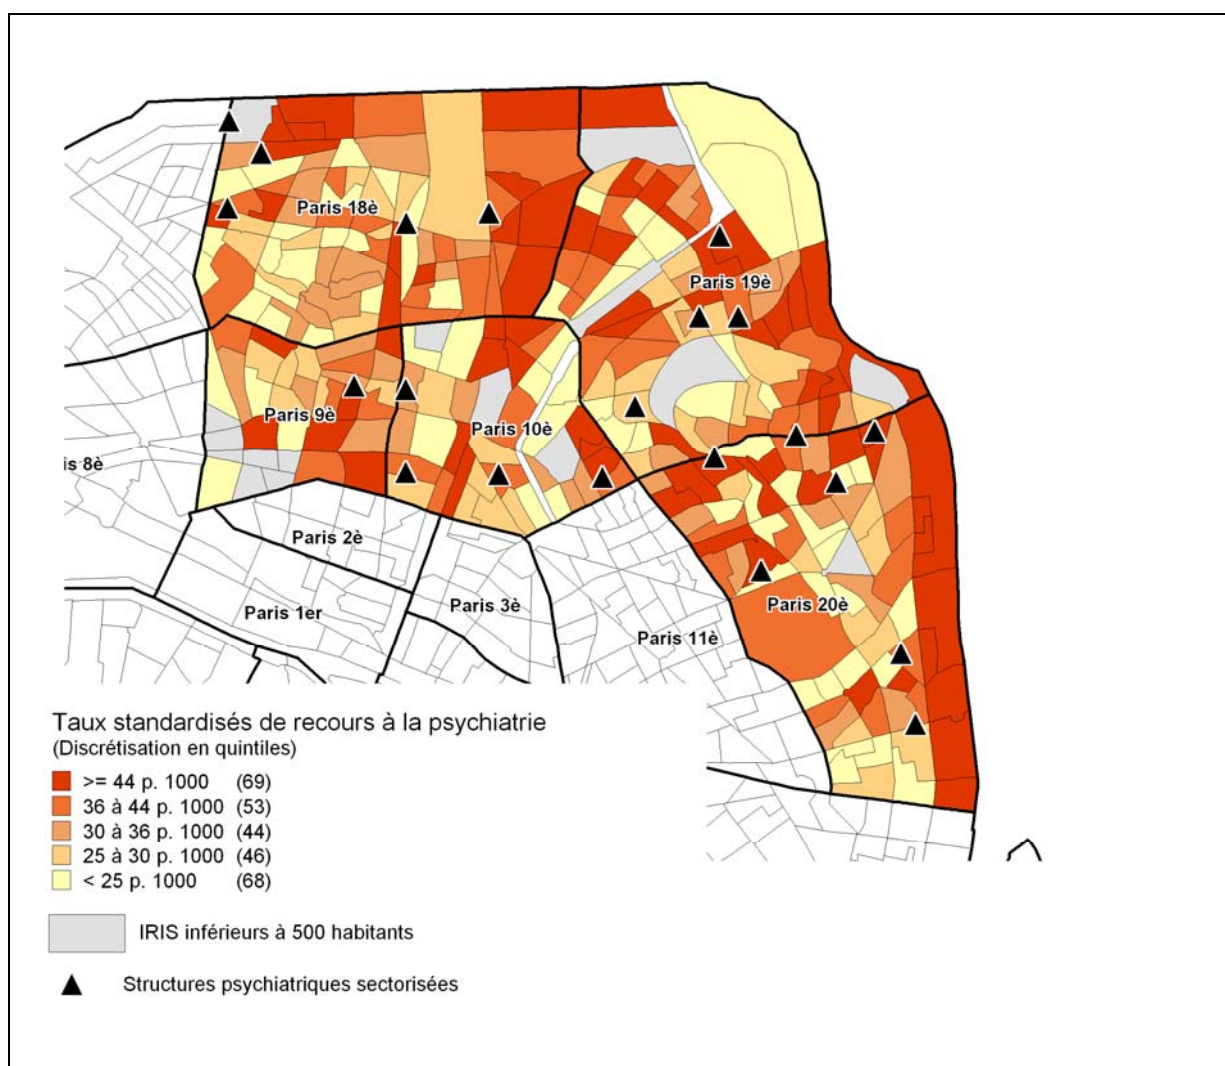 Paris 18è
Paris 19è
Paris 9è
Paris 10è
is 8è
Paris 2è
Paris 1er
Paris 3è
Paris 11è
Paris 20è
Taux standardisés de recours à la psychiatrie
(Discrétisation en quintiles)
>= 44 p. 1000 (69)
36 à 44 p. 1000 (53)
30 à 36 p. 1000 (44)
25 à 30 p. 1000 (46)
< 25 p. 1000 (68)
IRIS inférieurs à 500 habitants
Structures psychiatriques sectorisées